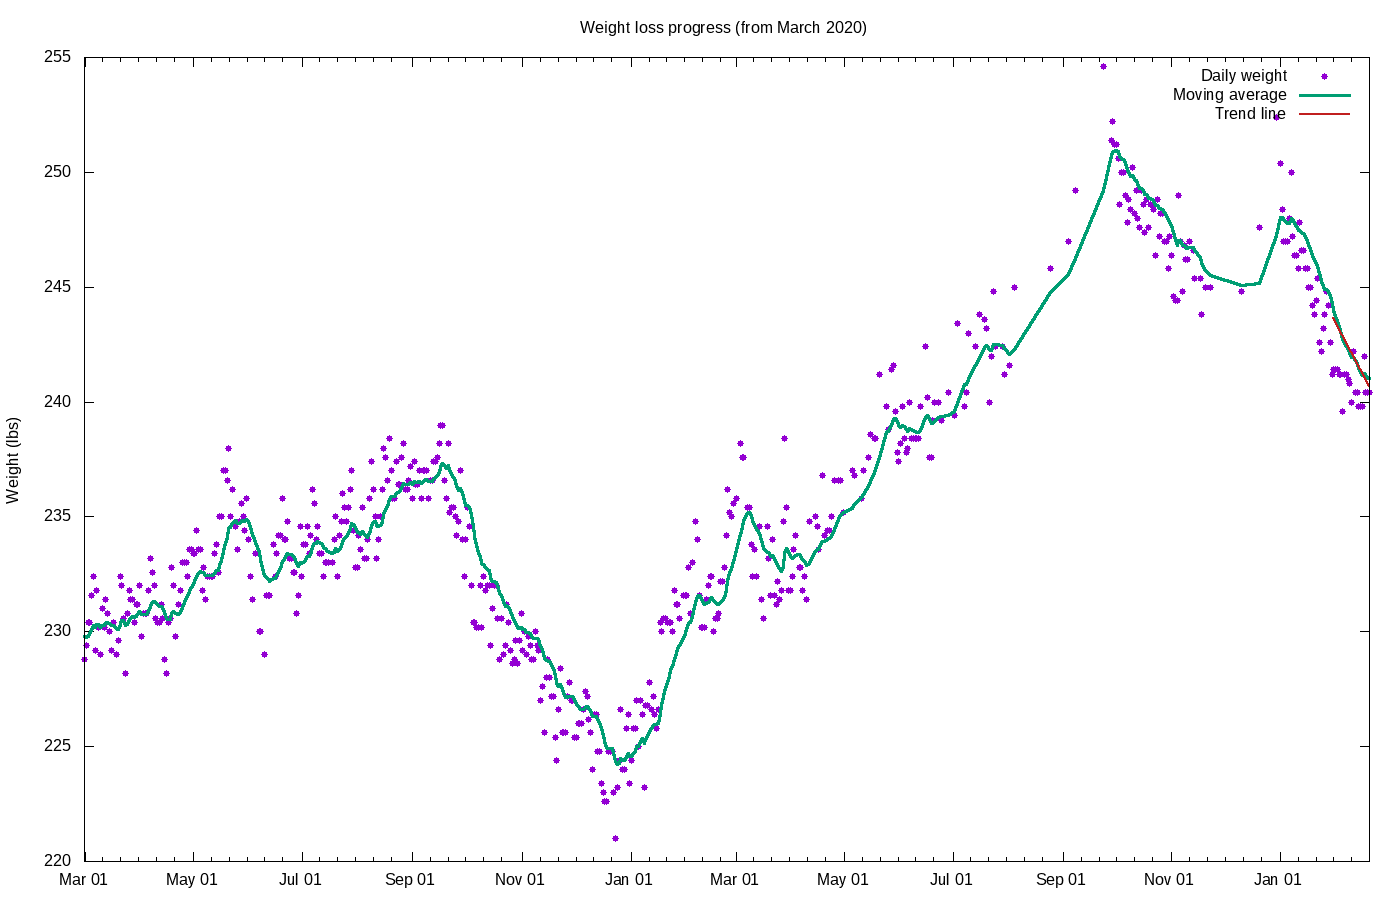 Weight loss progress (from March 2020)
255
250
245
240
235
230
225
220
Weight (lbs)
Daily weight
Moving average
Trend line
Mar 01 May 01 Jul 01 Sep 01 Nov 01 Jan 01 Mar 01 May 01 Jul 01 Sep 01 Nov 01 Jan 01